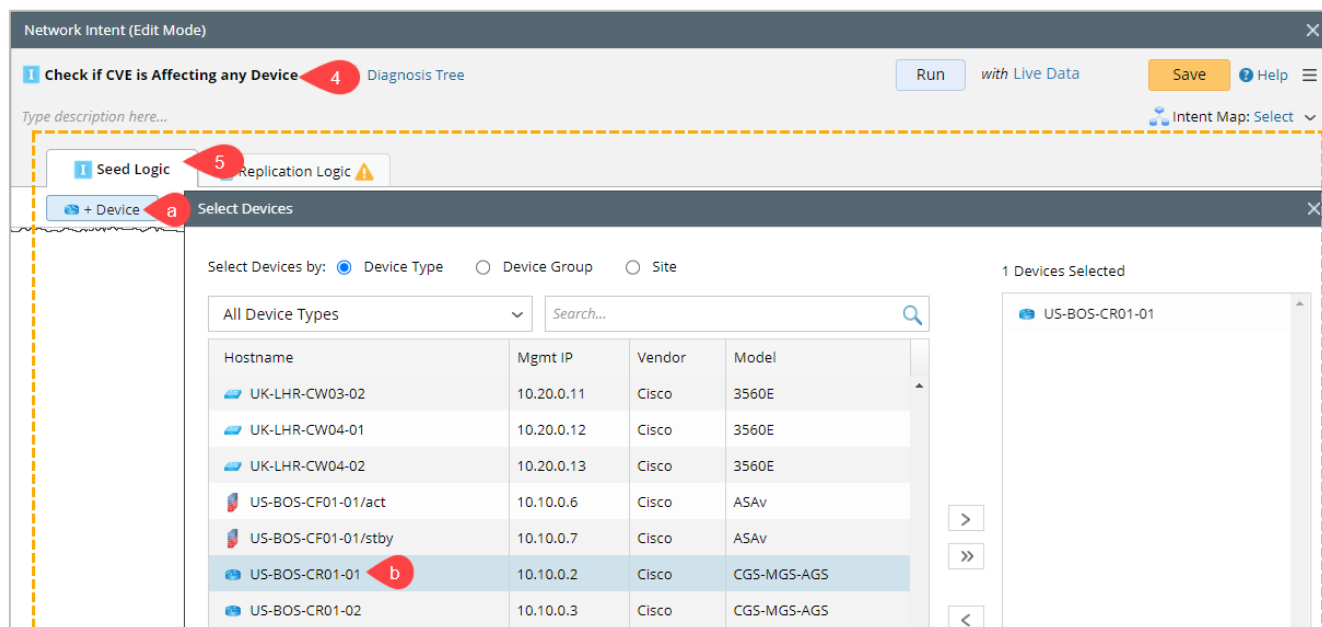 Network Intent (Edit Mode)
Check if CVE is Affecting any Device 4 Diagnosis Tree Run with Live Data Save Help
Type description here... Intent Map: Select
Seed Logic 5 Replication Logic
+ Device a Select Devices
Select Devices by: Device Type Device Group Site 1 Devices Selected
All Device Types Search... US-BOS-CR01-01
Hostname Mgmt IP Vendor Model
UK-LHR-CW03-02 10.20.0.11 Cisco 3560E
UK-LHR-CW04-01 10.20.0.12 Cisco 3560E
UK-LHR-CW04-02 10.20.0.13 Cisco 3560E
US-BOS-CF01-01/act 10.10.0.6 Cisco ASAv
US-BOS-CF01-01/stby 10.10.0.7 Cisco ASAv
US-BOS-CR01-01 b 10.10.0.2 Cisco CGS-MGS-AGS
US-BOS-CR01-02 10.10.0.3 Cisco CGS-MGS-AGS